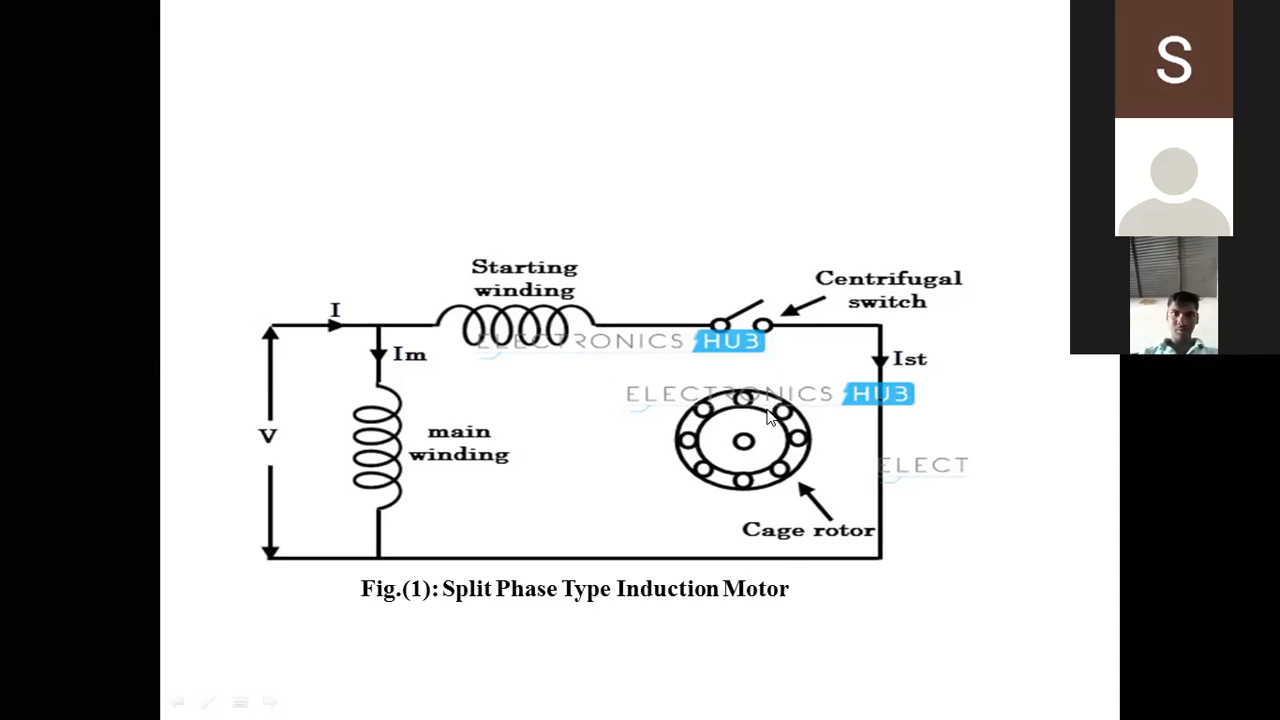 S
Starting
winding
Centrifugal
switch
I
ELECTRONICS HUB
Im
Ist
ELECTRONICS HUB
V
main
winding
ELECT
Cage rotor
Fig.(1): Split Phase Type Induction Motor